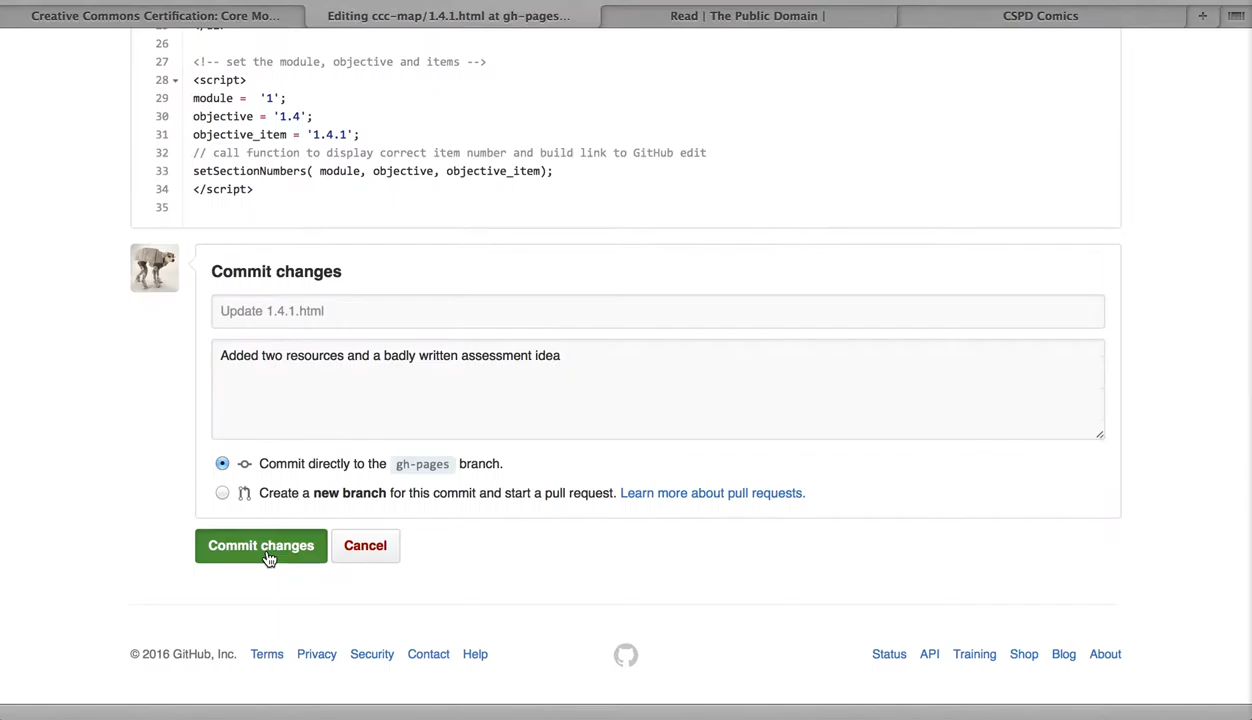 Creative Commons Certification: Core Mo...
Editing ccc-map/1.4.1.html at gh-pages...
Read | The Public Domain |
CSPD Comics
+
26
27 <!-- set the module, objective and items -->
28 <script>
29 module =  '1';
30 objective = '1.4';
31 objective_item = '1.4.1';
32 // call function to display correct item number and build link to GitHub edit
33 setSectionNumbers( module, objective, objective_item);
34 </script>
35
Commit changes
Update 1.4.1.html
Added two resources and a badly written assessment idea
Commit directly to the gh-pages branch.
Create a new branch for this commit and start a pull request. Learn more about pull requests.
Commit changes Cancel
© 2016 GitHub, Inc. Terms Privacy Security Contact Help Status API Training Shop Blog About